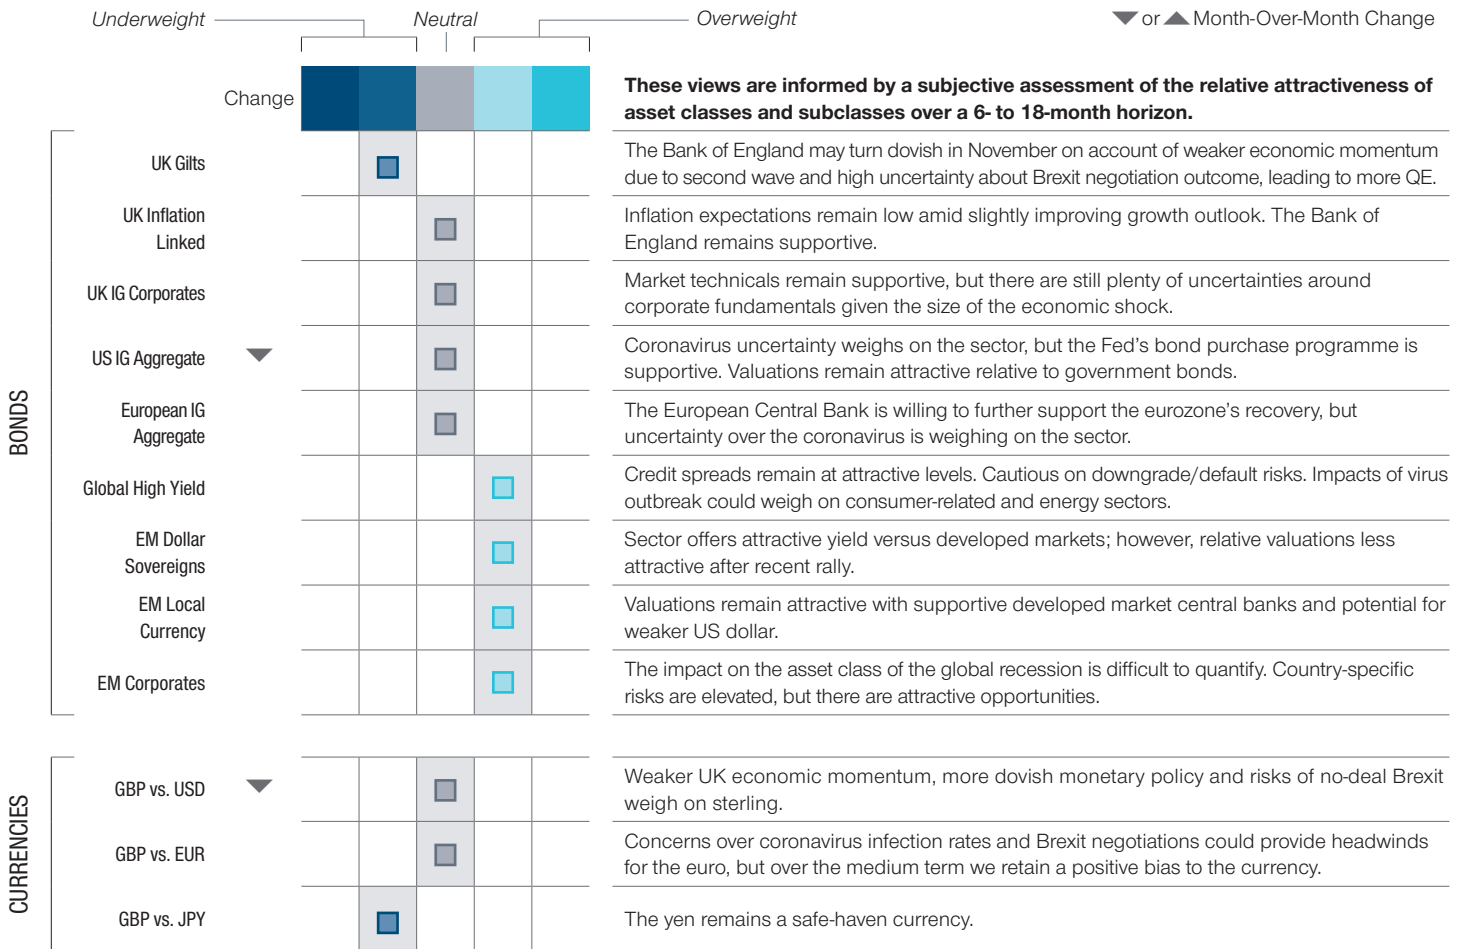 Underweight
Neutral
Overweight
▼ or ▲ Month-Over-Month Change
Change
These views are informed by a subjective assessment of the relative attractiveness of
asset classes and subclasses over a 6- to 18-month horizon.
BONDS
UK Gilts
The Bank of England may turn dovish in November on account of weaker economic momentum
due to second wave and high uncertainty about Brexit negotiation outcome, leading to more QE.
UK Inflation
Linked
Inflation expectations remain low amid slightly improving growth outlook. The Bank of
England remains supportive.
UK IG Corporates
Market technicals remain supportive, but there are still plenty of uncertainties around
corporate fundamentals given the size of the economic shock.
US IG Aggregate
Coronavirus uncertainty weighs on the sector, but the Fed’s bond purchase programme is
supportive. Valuations remain attractive relative to government bonds.
European IG
Aggregate
The European Central Bank is willing to further support the eurozone’s recovery, but
uncertainty over the coronavirus is weighing on the sector.
Global High Yield
Credit spreads remain at attractive levels. Cautious on downgrade/default risks. Impacts of virus
outbreak could weigh on consumer-related and energy sectors.
EM Dollar
Sovereigns
Sector offers attractive yield versus developed markets; however, relative valuations less
attractive after recent rally.
EM Local
Currency
Valuations remain attractive with supportive developed market central banks and potential for
weaker US dollar.
EM Corporates
The impact on the asset class of the global recession is difficult to quantify. Country-specific
risks are elevated, but there are attractive opportunities.
CURRENCIES
GBP vs. USD
Weaker UK economic momentum, more dovish monetary policy and risks of no-deal Brexit
weigh on sterling.
GBP vs. EUR
Concerns over coronavirus infection rates and Brexit negotiations could provide headwinds
for the euro, but over the medium term we retain a positive bias to the currency.
GBP vs. JPY
The yen remains a safe-haven currency.